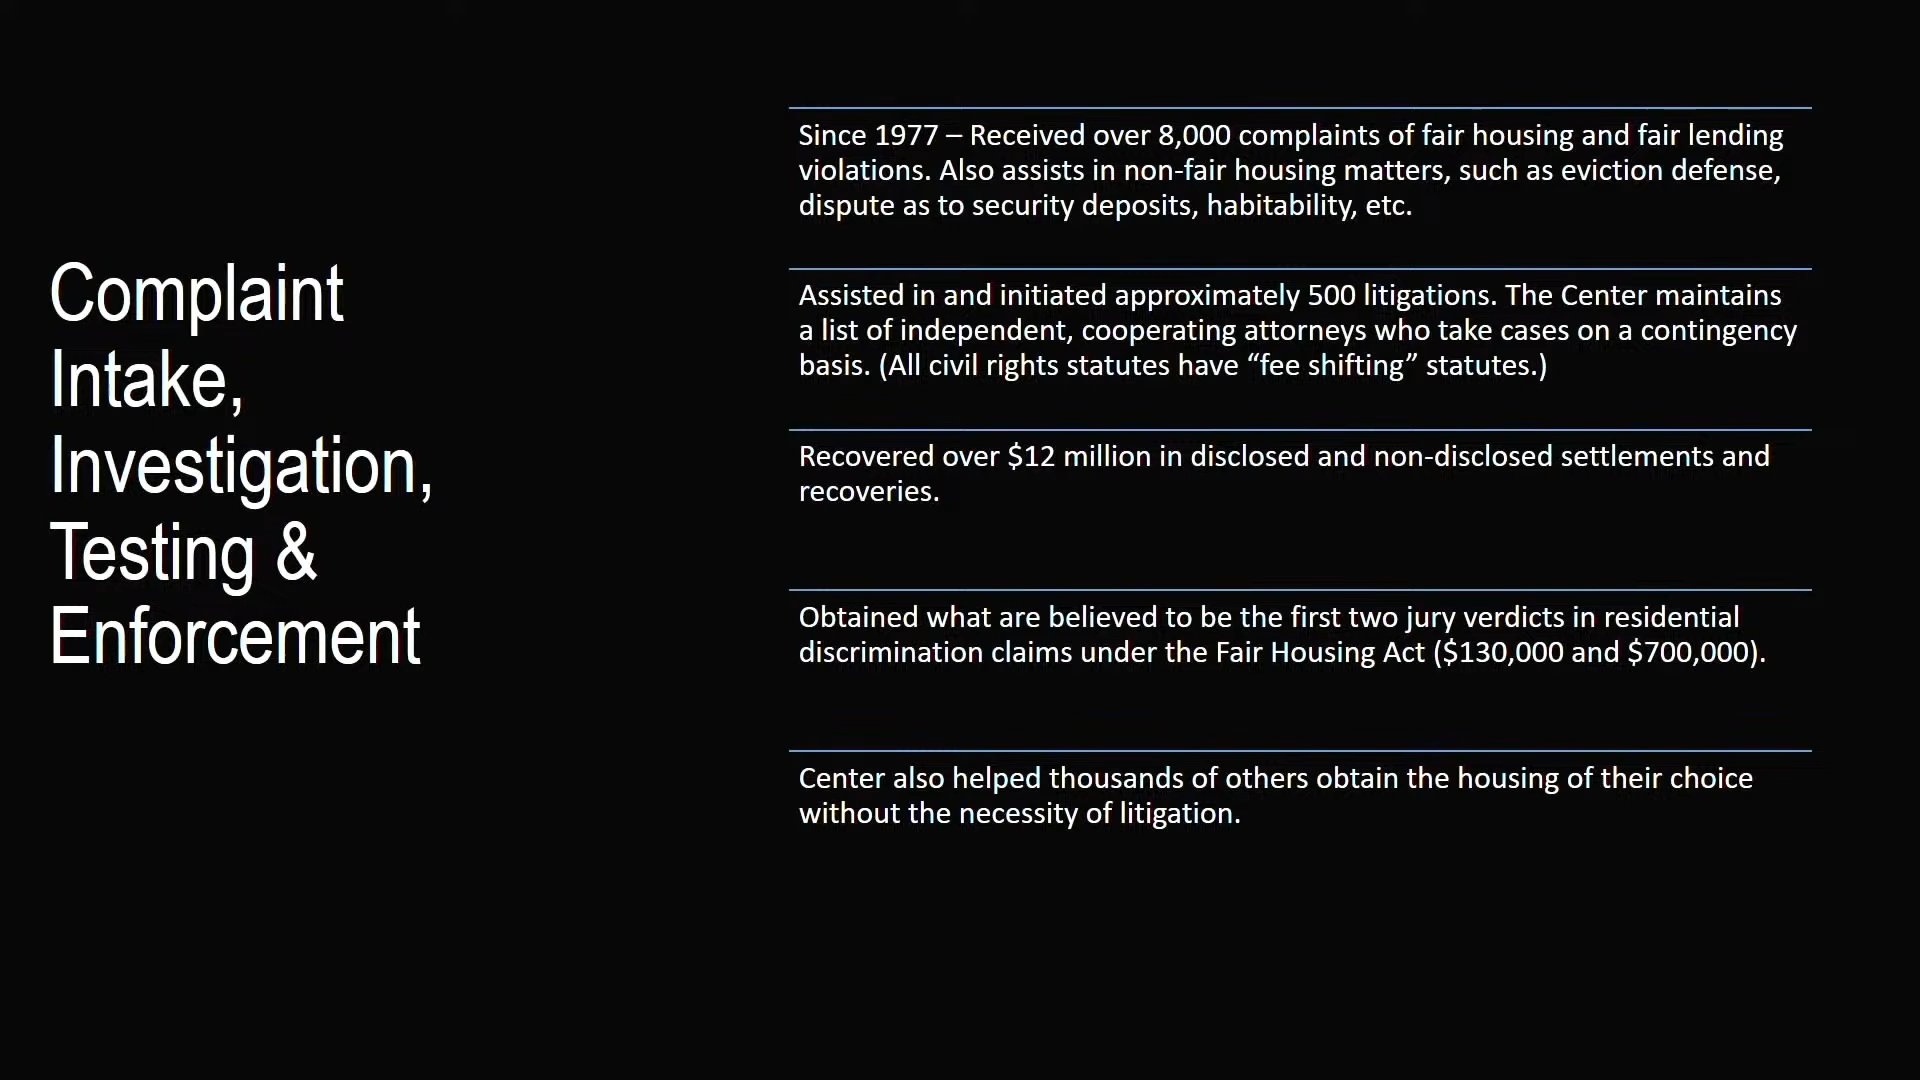 Complaint
Intake,
Investigation,
Testing &
Enforcement
Since 1977 – Received over 8,000 complaints of fair housing and fair lending
violations. Also assists in non-fair housing matters, such as eviction defense,
dispute as to security deposits, habitability, etc.
Assisted in and initiated approximately 500 litigations. The Center maintains
a list of independent, cooperating attorneys who take cases on a contingency
basis. (All civil rights statutes have “fee shifting” statutes.)
Recovered over $12 million in disclosed and non-disclosed settlements and
recoveries.
Obtained what are believed to be the first two jury verdicts in residential
discrimination claims under the Fair Housing Act ($130,000 and $700,000).
Center also helped thousands of others obtain the housing of their choice
without the necessity of litigation.